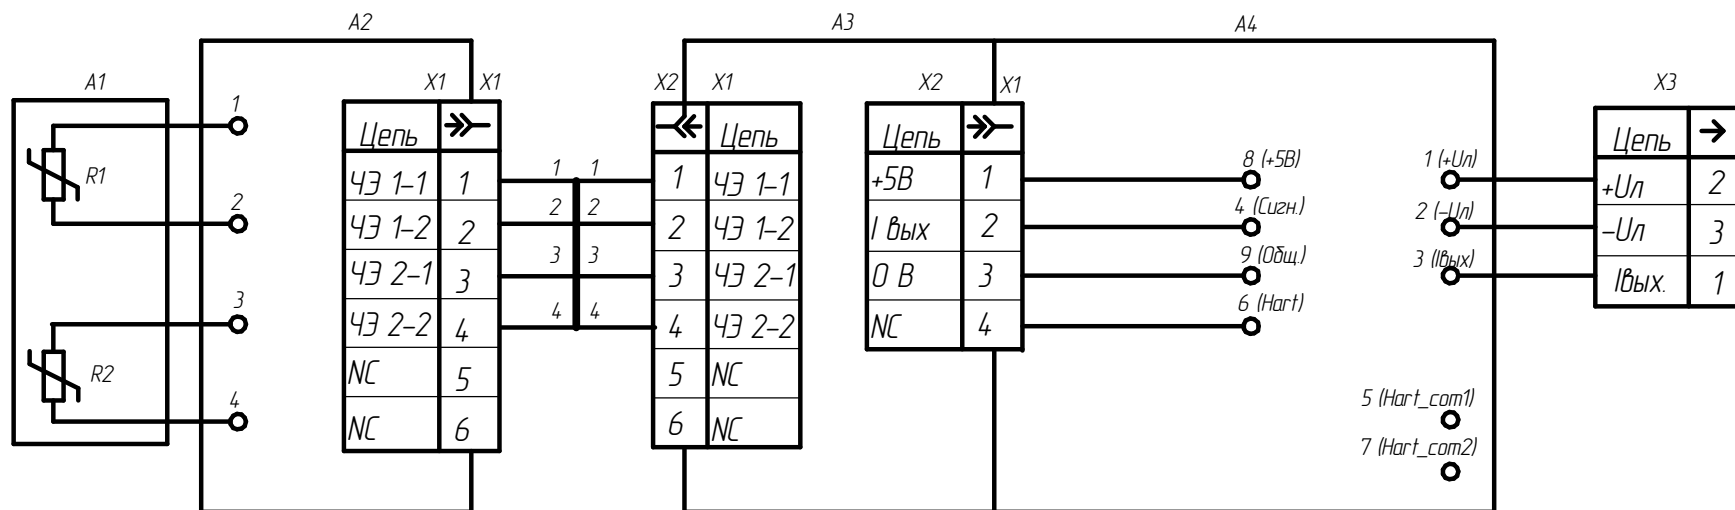 A2
A3
A4
A1
X1 X1
X2 X1
X2
X1
X3
1
2
3
4
R1
R2
Цепь
ЧЭ 1-1 1
ЧЭ 1-2 2
ЧЭ 2-1 3
ЧЭ 2-2 4
NC 5
NC 6
1 1
2 2
3 3
4 4
Цепь
1 ЧЭ 1-1
2 ЧЭ 1-2
3 ЧЭ 2-1
4 ЧЭ 2-2
5 NC
6 NC
Цепь
+5В 1
I вых 2
0 В 3
NC 4
8 (+5В)
4 (Сигн.)
9 (Общ.)
6 (Hart)
1 (+Uл)
2 (-Uл)
3 (Iвых)
5 (Hart_com1)
7 (Hart_com2)
Цепь
+Uл 2
-Uл 3
Iвых. 1